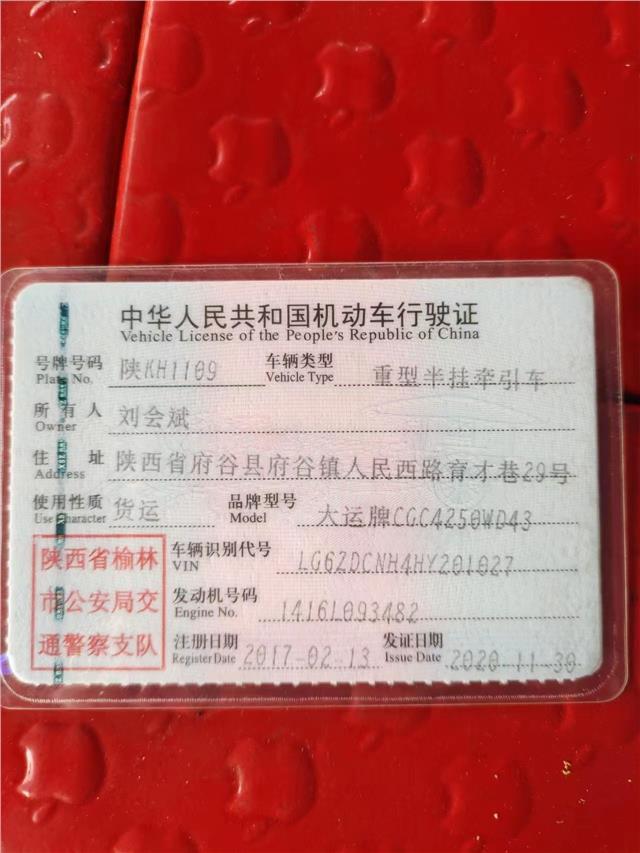 中华人民共和国机动车行驶证
Vehicle License of the People's Republic of China
号牌号码 陕KH1109 车辆类型 重型半挂牵引车
Plate No. Vehicle Type
所有人 刘会斌
Owner
住址 陕西省府谷县府谷镇人民西路育才巷29号
Address
使用性质 货运 品牌型号 大运牌CGC4250WD43
Use Character Model
陕西省榆林
市公安局交
通警察支队
车辆识别代号 LG6ZDCNH4HY201027
VIN
发动机号码 14161093482
Engine No.
注册日期 2017-02-13 发证日期 2020-11-30
Register Date Issue Date